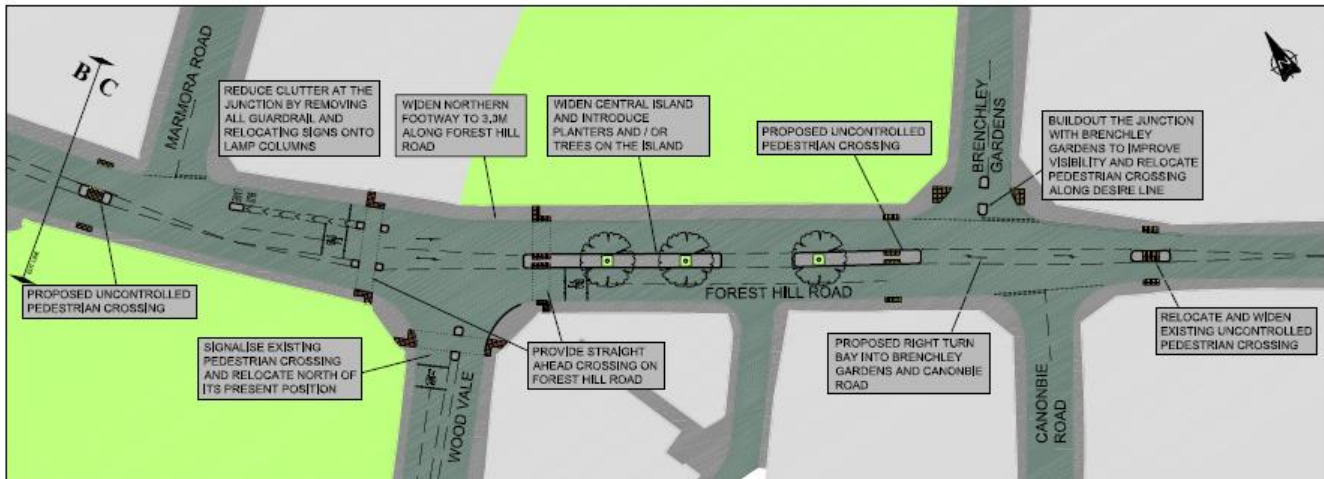 B
C
MARMORA ROAD
REDUCE CLUTTER AT THE
JUNCTION BY REMOVING
ALL GUARDRAIL AND
RELOCATING SIGNS ONTO
LAMP COLUMNS
WIDEN NORTHERN
FOOTWAY TO 3.0M
ALONG FOREST HILL
ROAD
WIDEN CENTRAL ISLAND
AND INTRODUCE
PLANTERS AND / OR
TREES ON THE ISLAND
PROPOSED UNCONTROLLED
PEDESTRIAN CROSSING
BRENCHLEY
GARDENS
BUILDOUT THE JUNCTION
WITH BRENCHLEY
GARDENS TO IMPROVE
VISIBILITY AND RELOCATE
PEDESTRIAN CROSSING
ALONG DESIRE LINE
N
PROPOSED UNCONTROLLED
PEDESTRIAN CROSSING
SIGNALISE EXISTING
PEDESTRIAN CROSSING
AND RELOCATE NORTH OF
ITS PRESENT POSITION
WOOD VALE
PROVIDE STRAIGHT
AHEAD CROSSING ON
FOREST HILL ROAD
FOREST HILL ROAD
PROPOSED RIGHT TURN
BAY INTO BRENCHLEY
GARDENS AND CANONBIE
ROAD
CANONBIE
ROAD
RELOCATE AND WIDEN
EXISTING UNCONTROLLED
PEDESTRIAN CROSSING